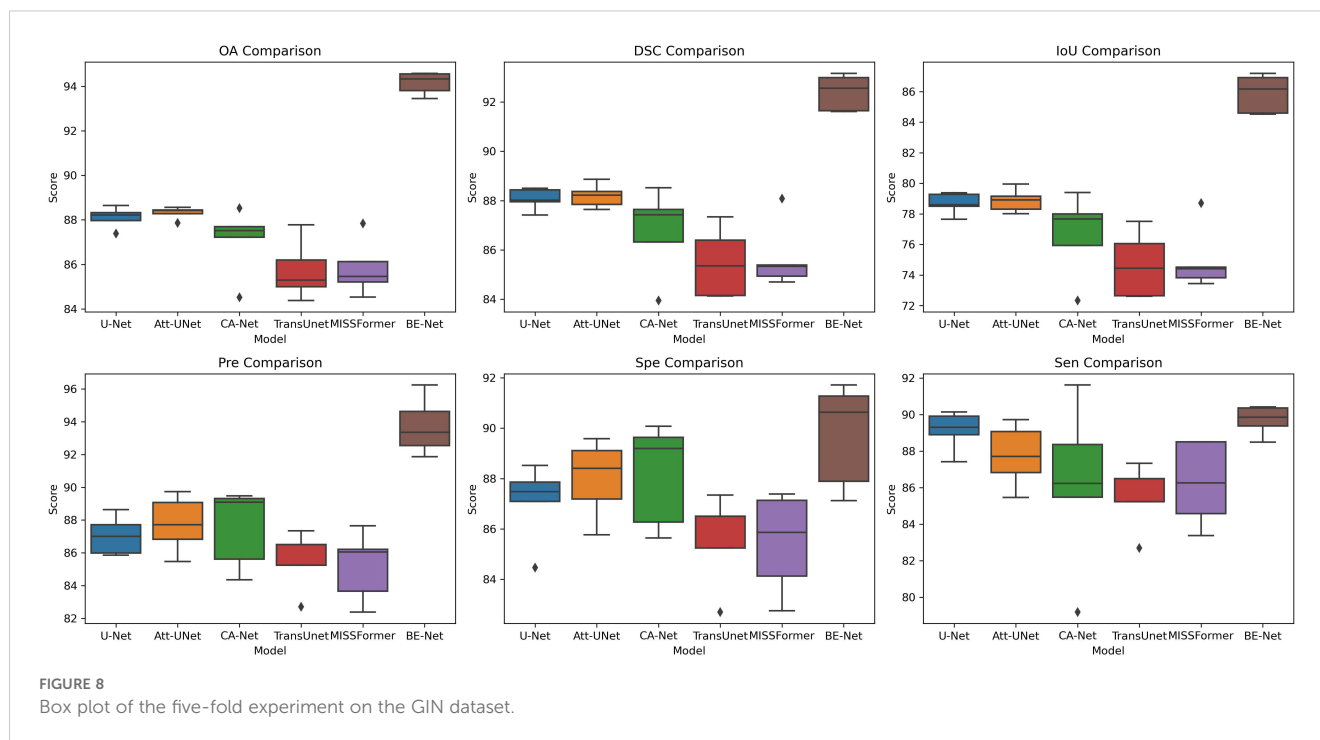 OA Comparison
DSC Comparison
IoU Comparison
94
92
90
88
86
84
Score
92
90
88
86
84
Score
86
84
82
80
78
76
74
72
Score
U-Net Att-UNet CA-Net TransUnet MISSFormer BE-Net
Model
U-Net Att-UNet CA-Net TransUnet MISSFormer BE-Net
Model
U-Net Att-UNet CA-Net TransUnet MISSFormer BE-Net
Model
Pre Comparison
Spe Comparison
Sen Comparison
96
94
92
90
88
86
84
82
Score
92
90
88
86
84
Score
92
90
88
86
84
82
80
Score
U-Net Att-UNet CA-Net TransUnet MISSFormer BE-Net
Model
U-Net Att-UNet CA-Net TransUnet MISSFormer BE-Net
Model
U-Net Att-UNet CA-Net TransUnet MISSFormer BE-Net
Model
FIGURE 8
Box plot of the five-fold experiment on the GIN dataset.